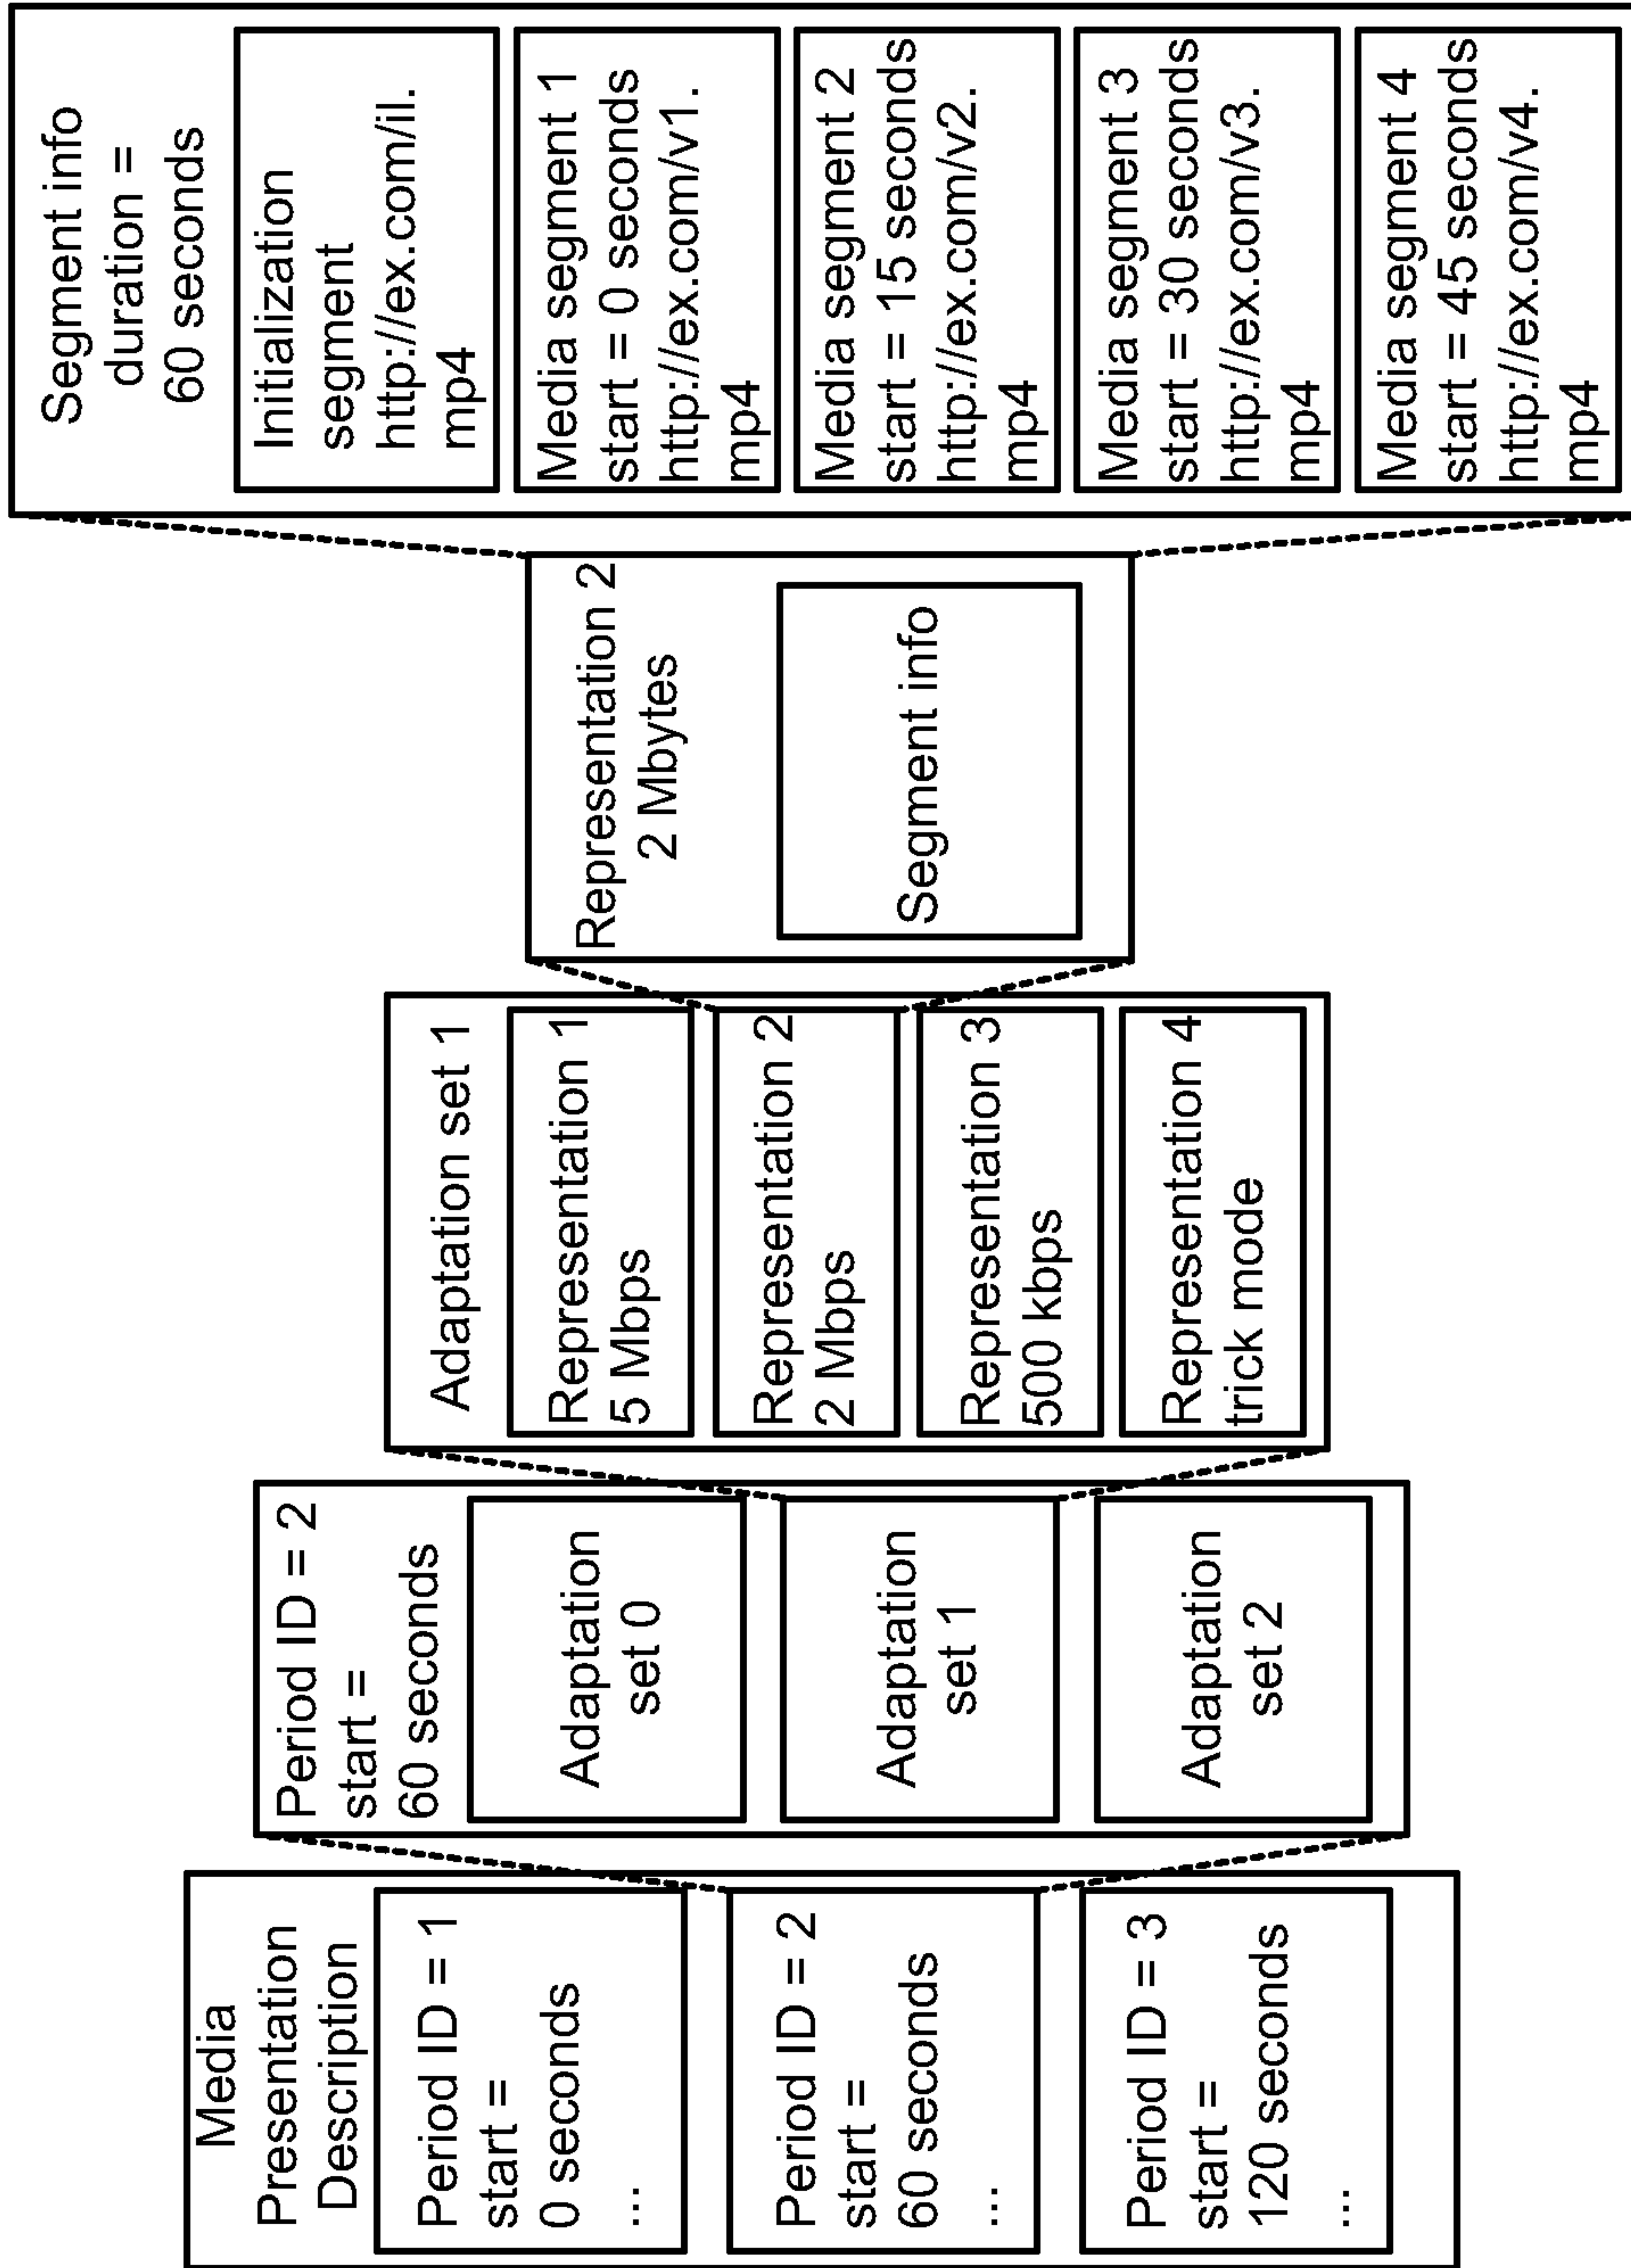 Media
Presentation
Description
Period ID = 1
start =
0 seconds
...
Period ID = 2
start =
60 seconds
...
Period ID = 3
start =
120 seconds
...
Period ID = 2
start =
60 seconds
Adaptation
set 0
Adaptation
set 1
Adaptation
set 2
Adaptation set 1
Representation 1
5 Mbps
Representation 2
2 Mbps
Representation 3
500 kbps
Representation 4
trick mode
Representation 2
2 Mbytes
Segment info
Segment info
duration =
60 seconds
Initialization
segment
http://ex.com/il.
mp4
Media segment 1
start = 0 seconds
http://ex.com/v1.
mp4
Media segment 2
start = 15 seconds
http://ex.com/v2.
mp4
Media segment 3
start = 30 seconds
http://ex.com/v3.
mp4
Media segment 4
start = 45 seconds
http://ex.com/v4.
mp4